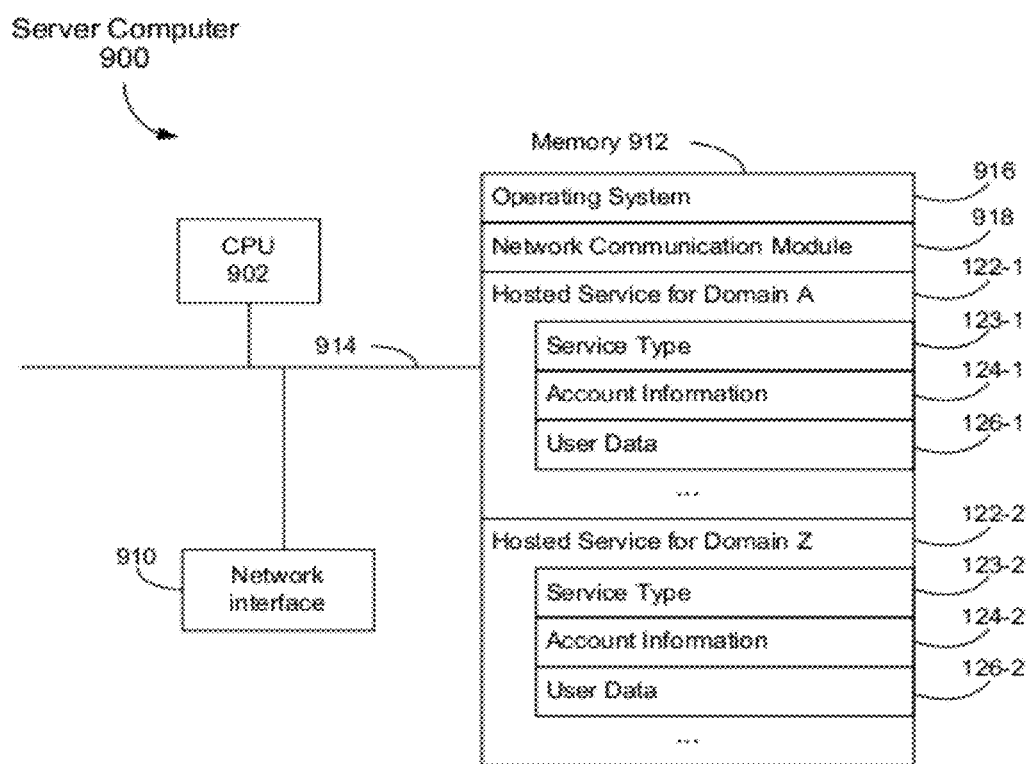 Server Computer
900
Memory 912
916
Operating System
918
Network Communication Module
122-1
Hosted Service for Domain A
123-1
Service Type
124-1
Account Information
126-1
User Data
...
122-2
Hosted Service for Domain Z
123-2
Service Type
124-2
Account Information
126-2
User Data
...
CPU
902
914
910
Network
interface